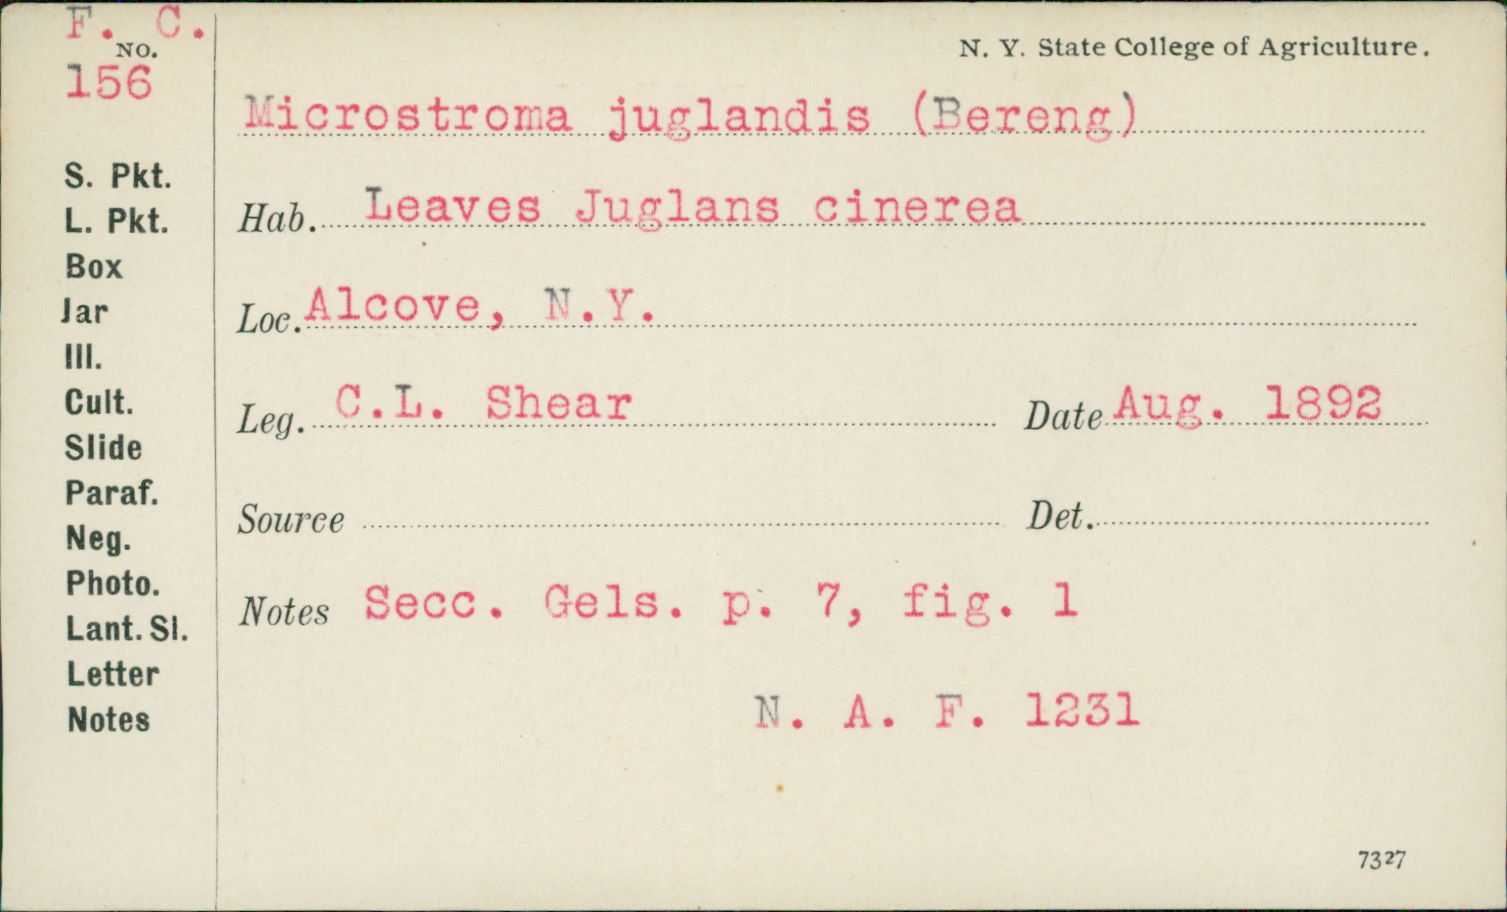 F. C.
NO.
156
N. Y. State College of Agriculture.
Microstroma juglandis (Bereng)
S. Pkt.
L. Pkt.
Box
Jar
Ill.
Cult.
Slide
Paraf.
Neg.
Photo.
Lant. Sl.
Letter
Notes
Hab. Leaves Juglans cinerea
Loc. Alcove, N.Y.
Leg. C.L. Shear Date Aug. 1892
Source Det.
Notes Secc. Gels. p. 7, fig. 1
N. A. F. 1231
7327